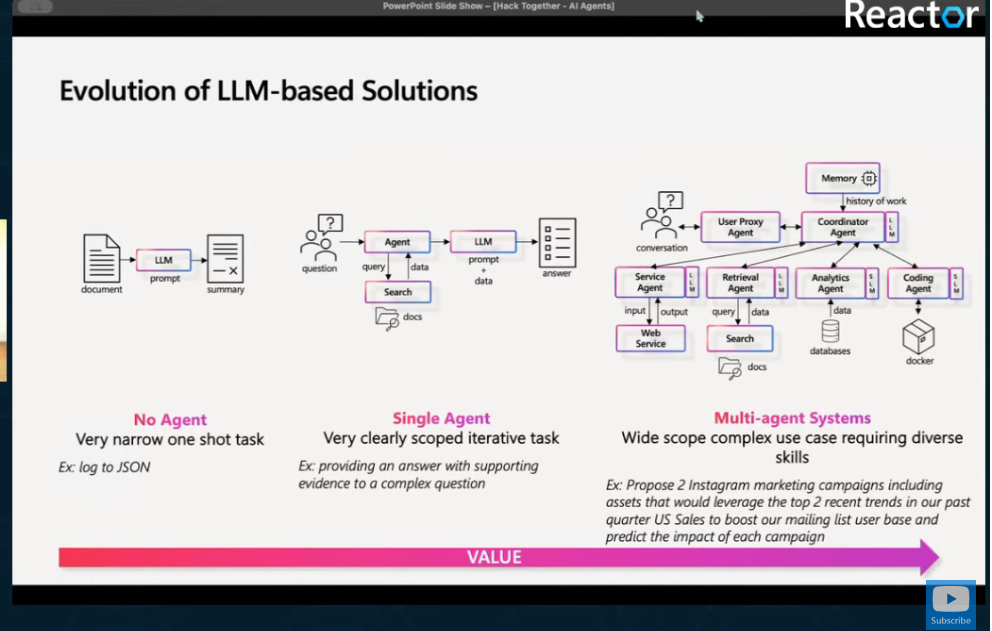 PowerPoint Slide Show – [Hack Together - AI Agents]
Reactor
Evolution of LLM-based Solutions
document
LLM
prompt
summary
?
question
Agent
query
data
Search
docs
LLM
prompt
+
data
answer
?
conversation
User Proxy
Agent
Memory
history of work
Coordinator
Agent
LLM
Service
Agent
LLM
input
output
Web
Service
Retrieval
Agent
LLM
query
data
Search
docs
Analytics
Agent
SLM
data
databases
Coding
Agent
SLM
docker
No Agent
Very narrow one shot task
Ex: log to JSON
Single Agent
Very clearly scoped iterative task
Ex: providing an answer with supporting
evidence to a complex question
Multi-agent Systems
Wide scope complex use case requiring diverse
skills
Ex: Propose 2 Instagram marketing campaigns including
assets that would leverage the top 2 recent trends in our past
quarter US Sales to boost our mailing list user base and
predict the impact of each campaign
VALUE
Subscribe